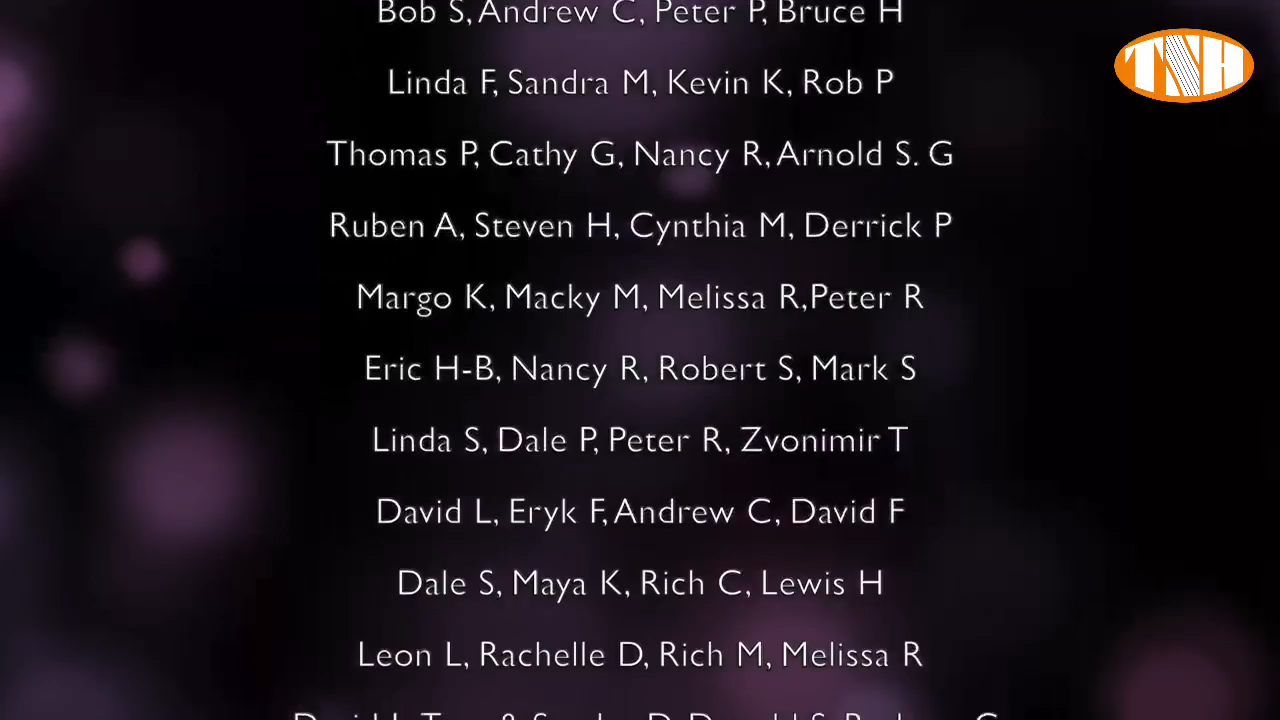 Bob S, Andrew C, Peter P, Bruce H
TNH
Linda F, Sandra M, Kevin K, Rob P
Thomas P, Cathy G, Nancy R, Arnold S. G
Ruben A, Steven H, Cynthia M, Derrick P
Margo K, Macky M, Melissa R,Peter R
Eric H-B, Nancy R, Robert S, Mark S
Linda S, Dale P, Peter R, Zvonimir T
David L, Eryk F, Andrew C, David F
Dale S, Maya K, Rich C, Lewis H
Leon L, Rachelle D, Rich M, Melissa R